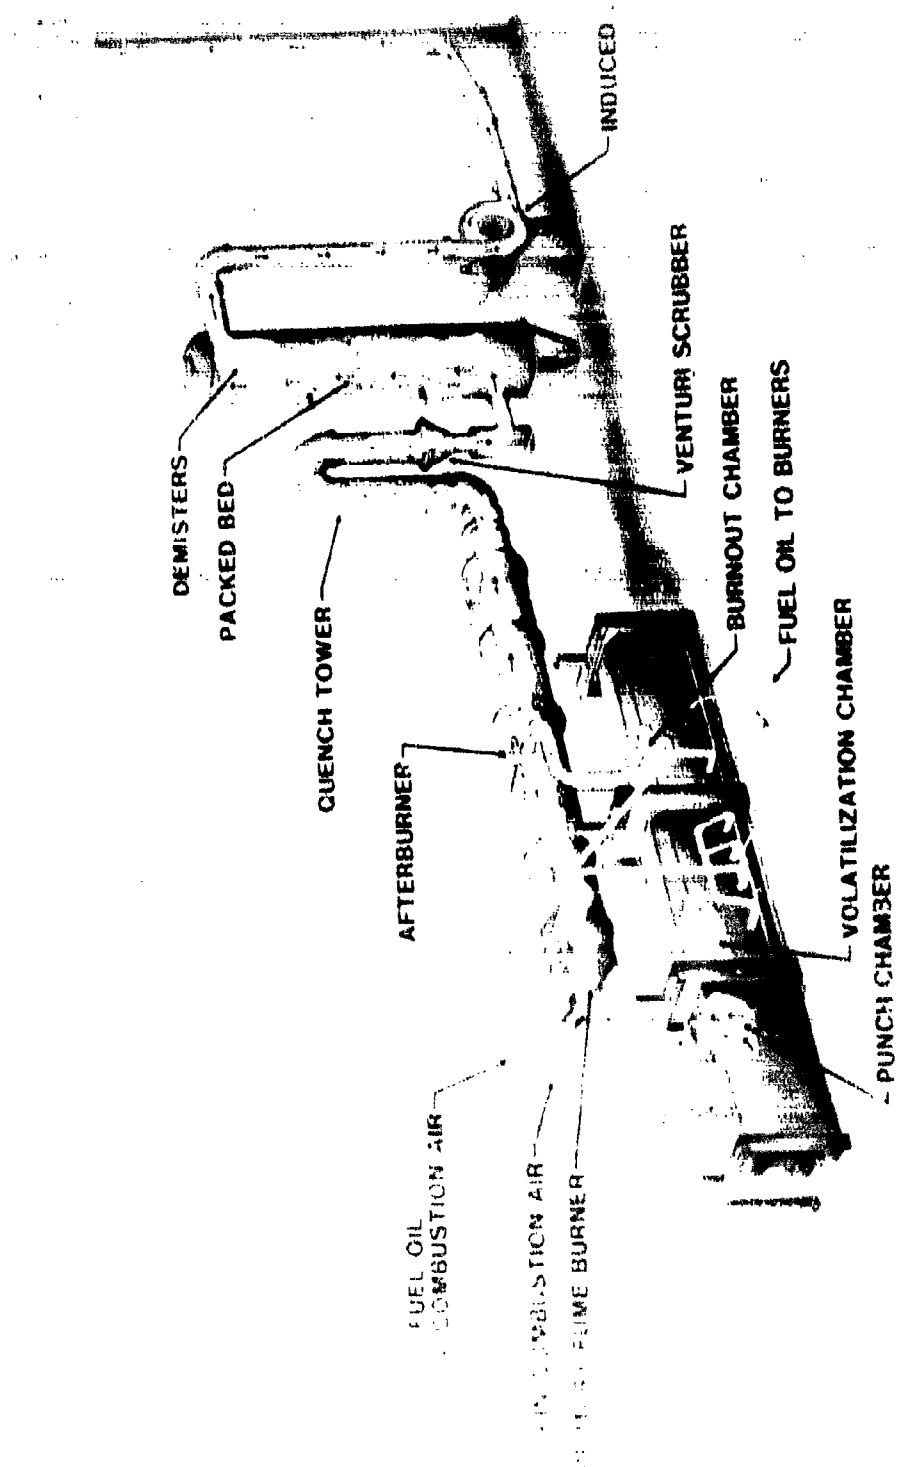 DEMISTERS
PACKED BED
QUENCH TOWER
AFTERBURNER
FUEL OIL
COMBUSTION AIR
AIR
FUME BURNER
INDUCED
VENTURI SCRUBBER
BURNOUT CHAMBER
FUEL OIL TO BURNERS
VOLATILIZATION CHAMBER
PUNCH CHAMBER